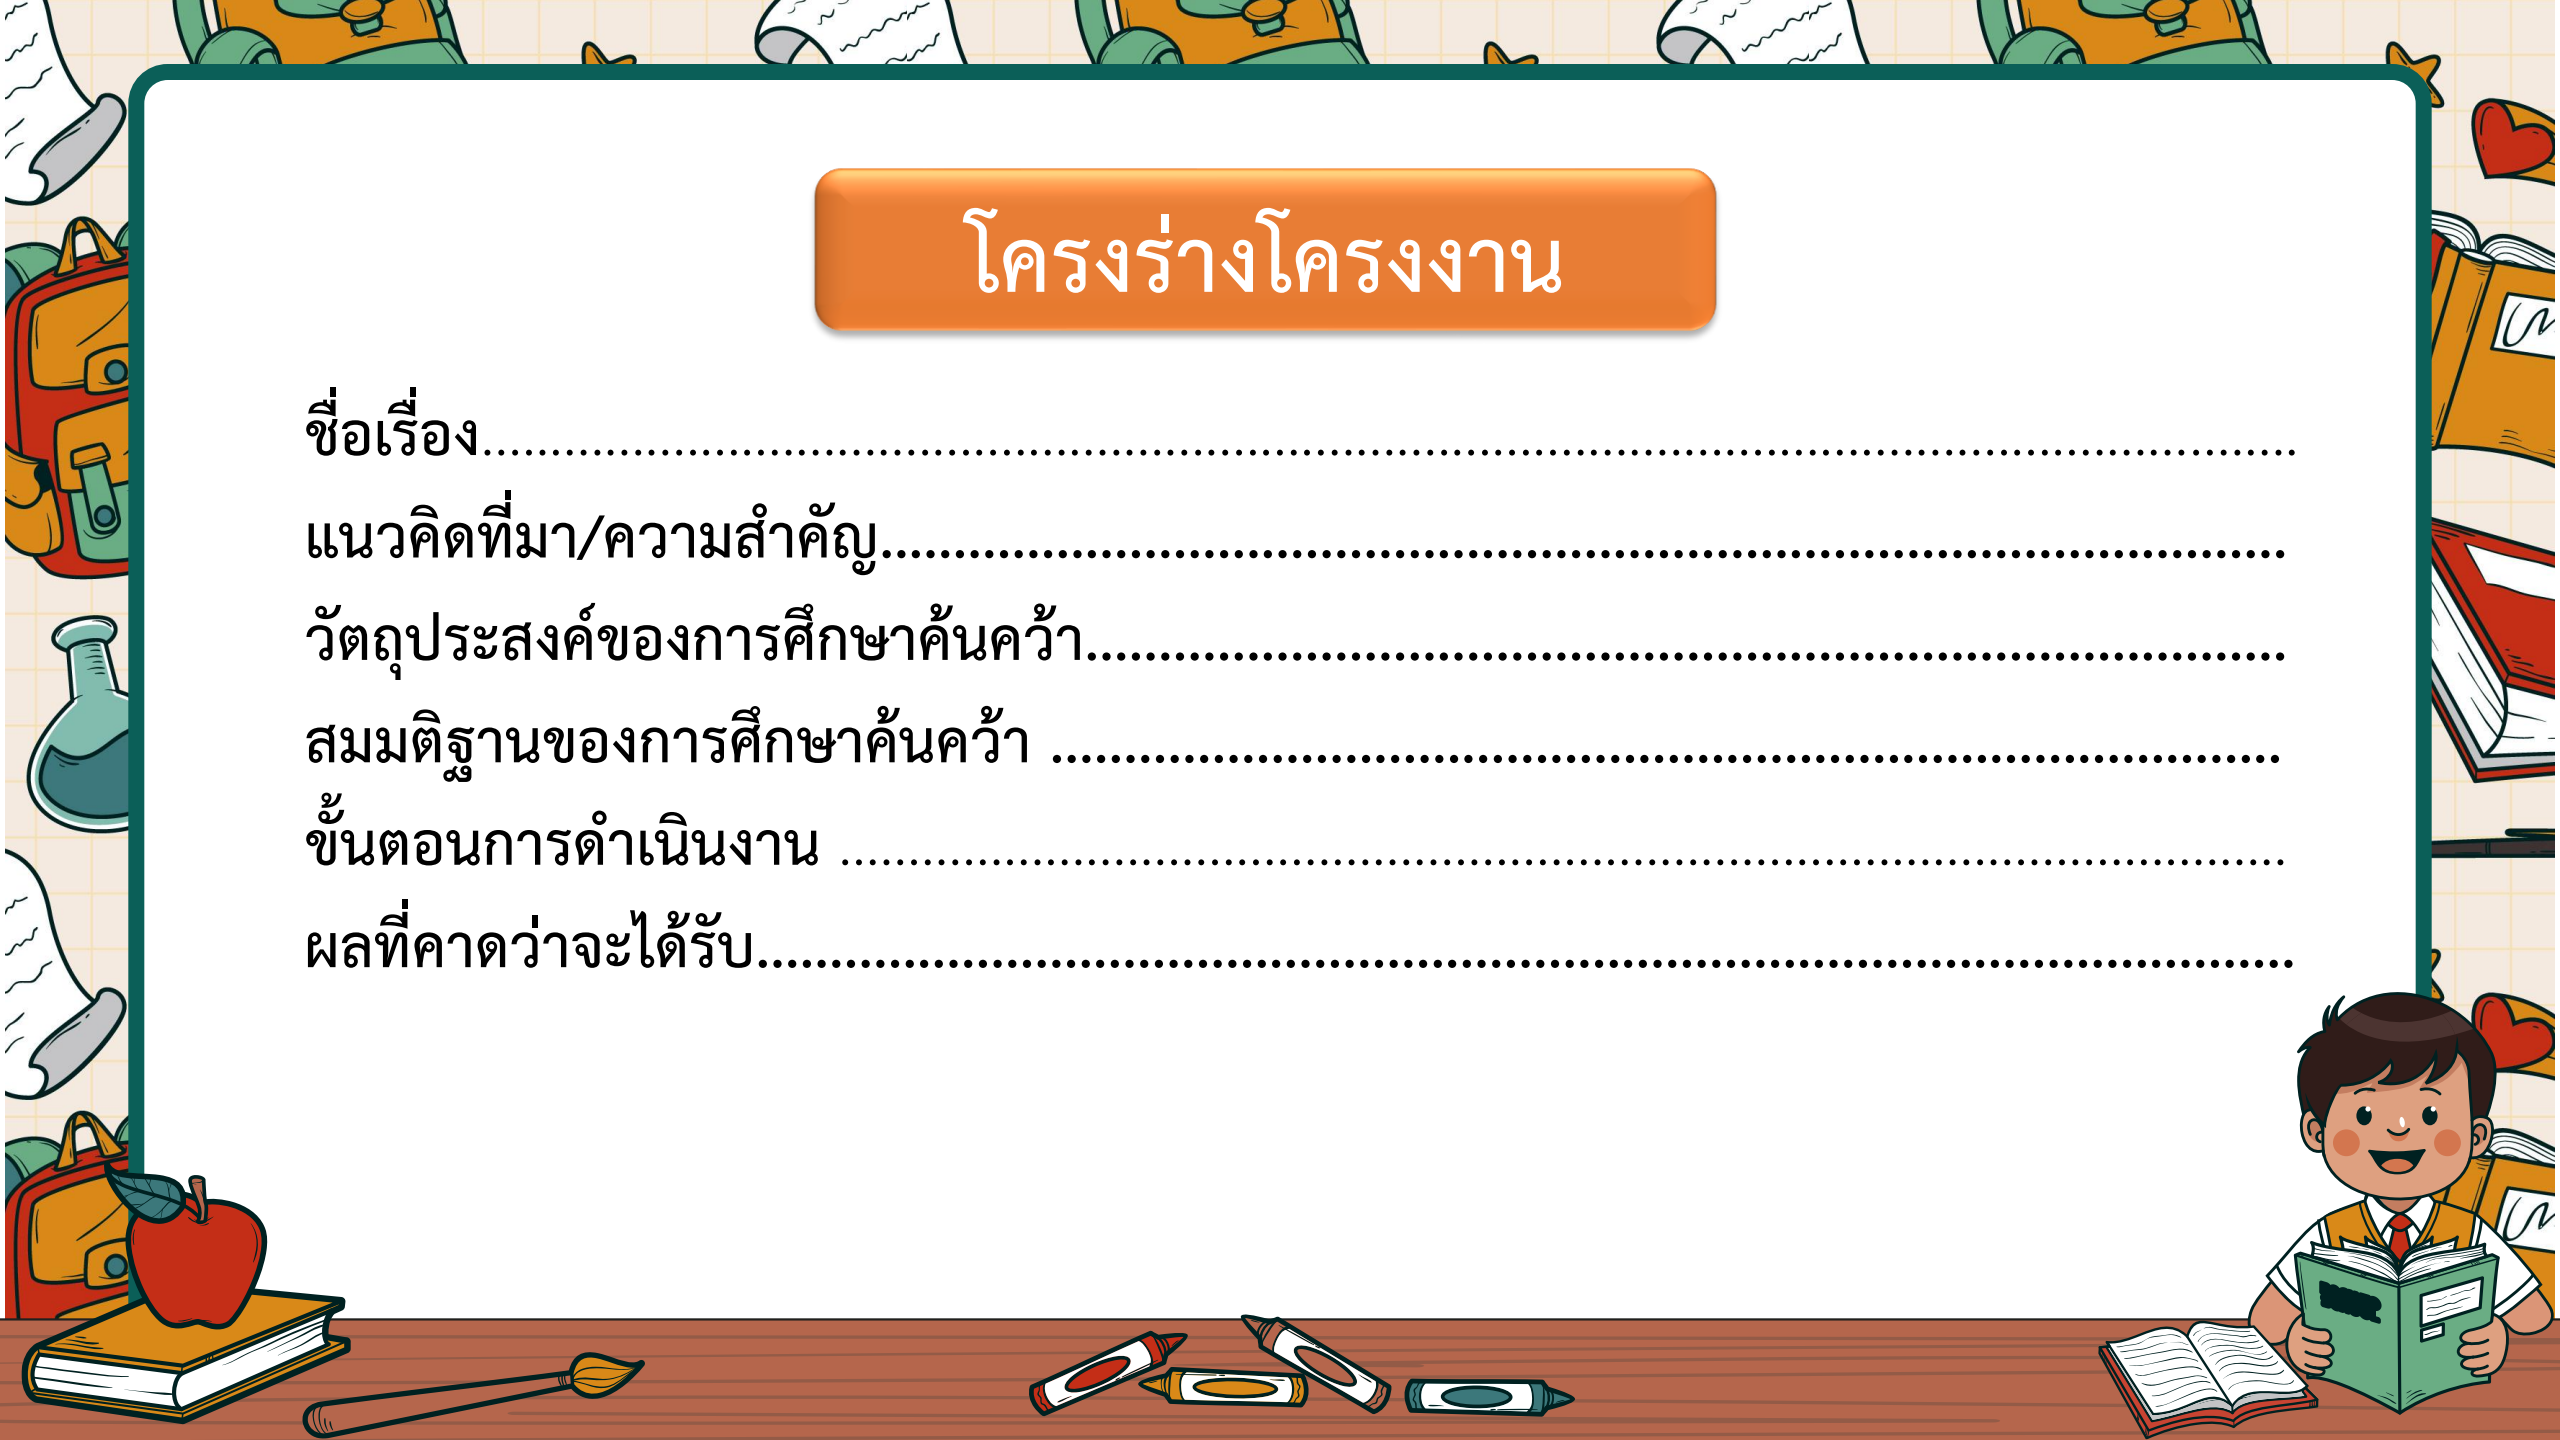 โครงร่างโครงงาน
ชื่อเรื่อง....................................................................................................................................
แนวคิดที่มา/ความสำคัญ................................................................................................
วัตถุประสงค์ของการศึกษาค้นคว้า..................................................................................
สมมติฐานของการศึกษาค้นคว้า ....................................................................................
ขั้นตอนการดำเนินงาน ..........................................................................................................
ผลที่คาดว่าจะได้รับ.........................................................................................................